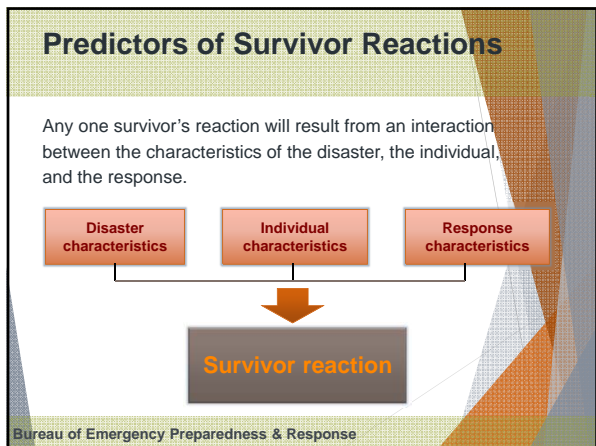 Predictors of Survivor Reactions
Any one survivor's reaction will result from an interaction
between the characteristics of the disaster, the individual,
and the response.
Disaster
characteristics
Individual
characteristics
Response
characteristics
Survivor reaction
Bureau of Emergency Preparedness & Response